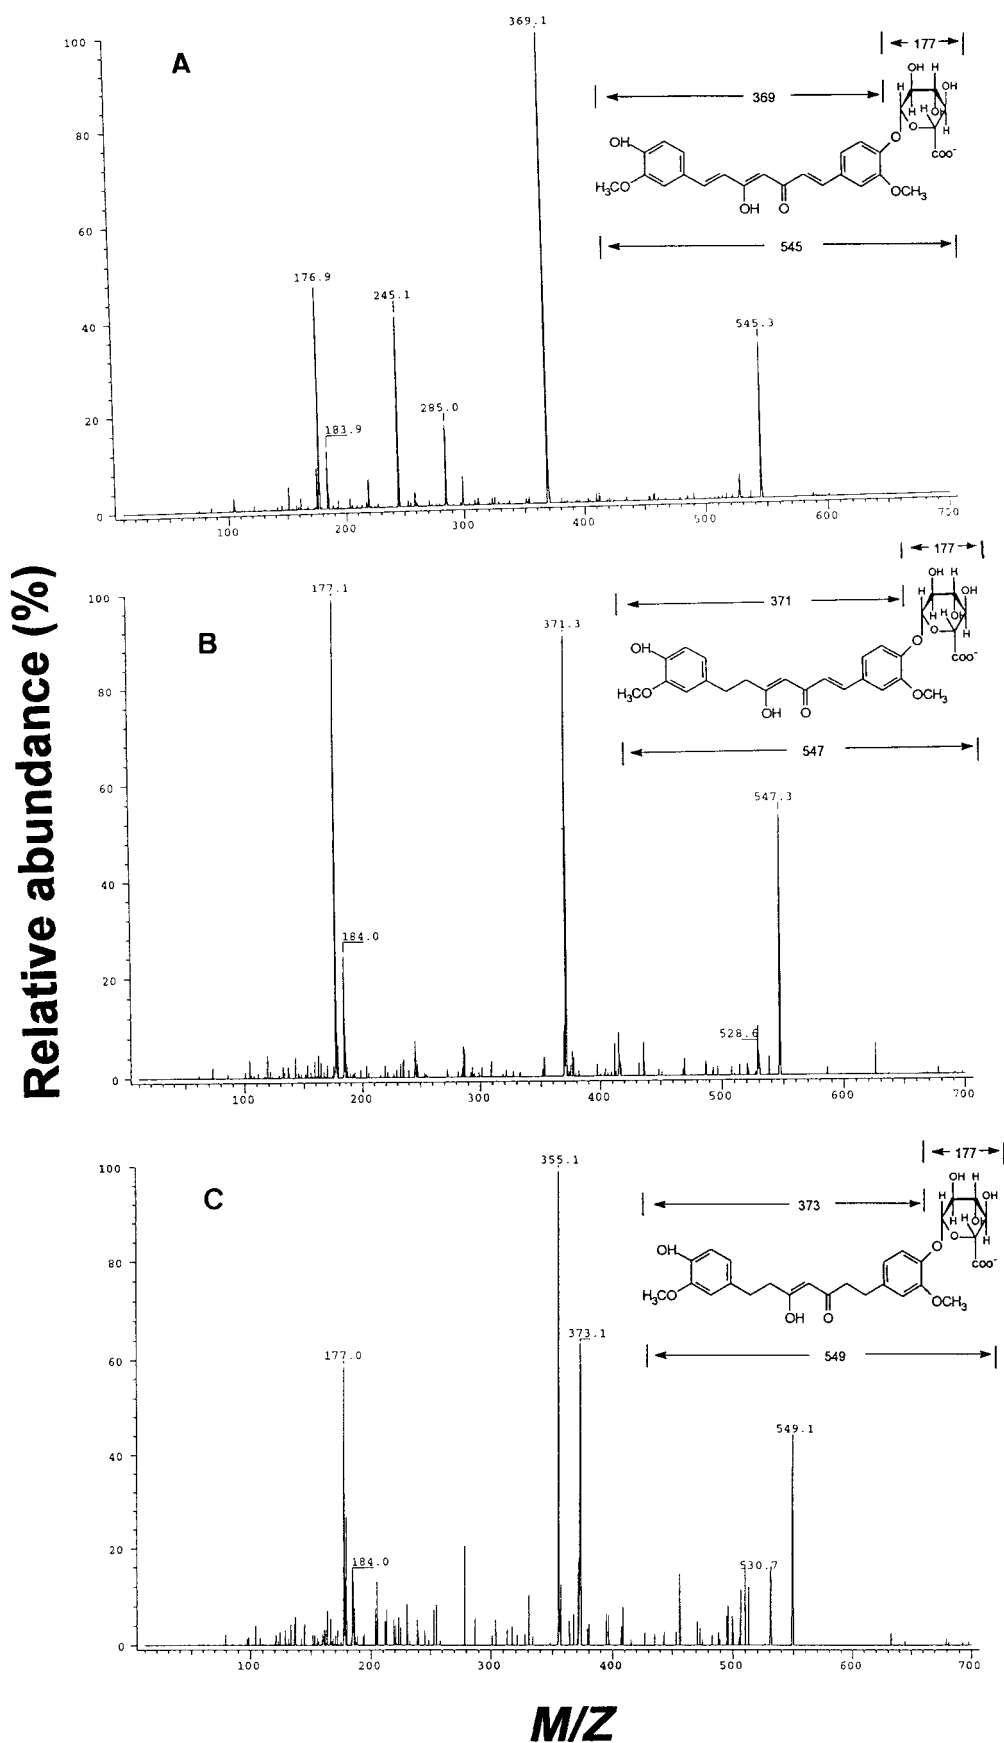 Relative abundance (%)
A
369.1
100
80
60
40
20
0
176.9
183.9
245.1
285.0
545.3
100
200
300
400
500
600
700
177
369
OH H
H OH
H H OH
O H
O COO⁻
OH
H₃CO
OH O
OCH₃
545
B
177.1
371.3
100
80
60
40
20
0
184.0
528.6
547.3
100
200
300
400
500
600
700
177
371
OH H
H OH
H H OH
O H
O COO⁻
OH
H₃CO
OH O
OCH₃
547
C
355.1
100
80
60
40
20
0
177.0
184.0
373.1
530.7
549.1
100
200
300
400
500
600
700
177
373
OH H
H OH
H H OH
O H
O COO⁻
OH
H₃CO
OH O
OCH₃
549
M/Z